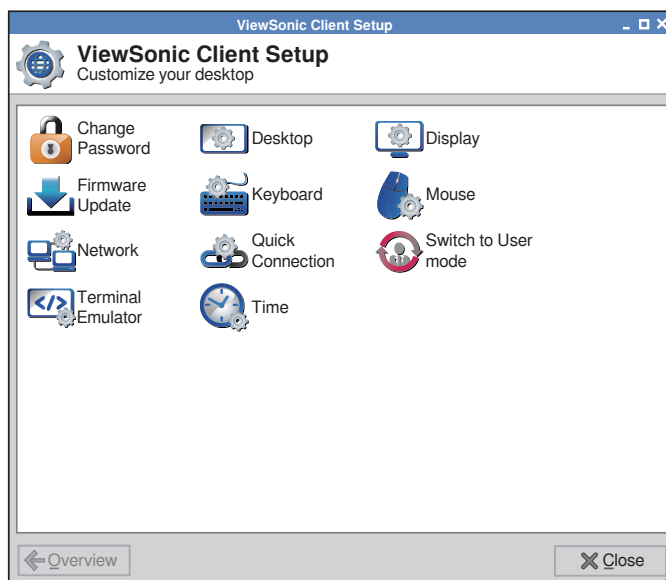 ViewSonic Client Setup
ViewSonic Client Setup
Customize your desktop
Change
Password
Desktop
Display
Firmware
Update
Keyboard
Mouse
Network
Quick
Connection
Switch to User
mode
</>
Terminal
Emulator
Time
Overview
Close